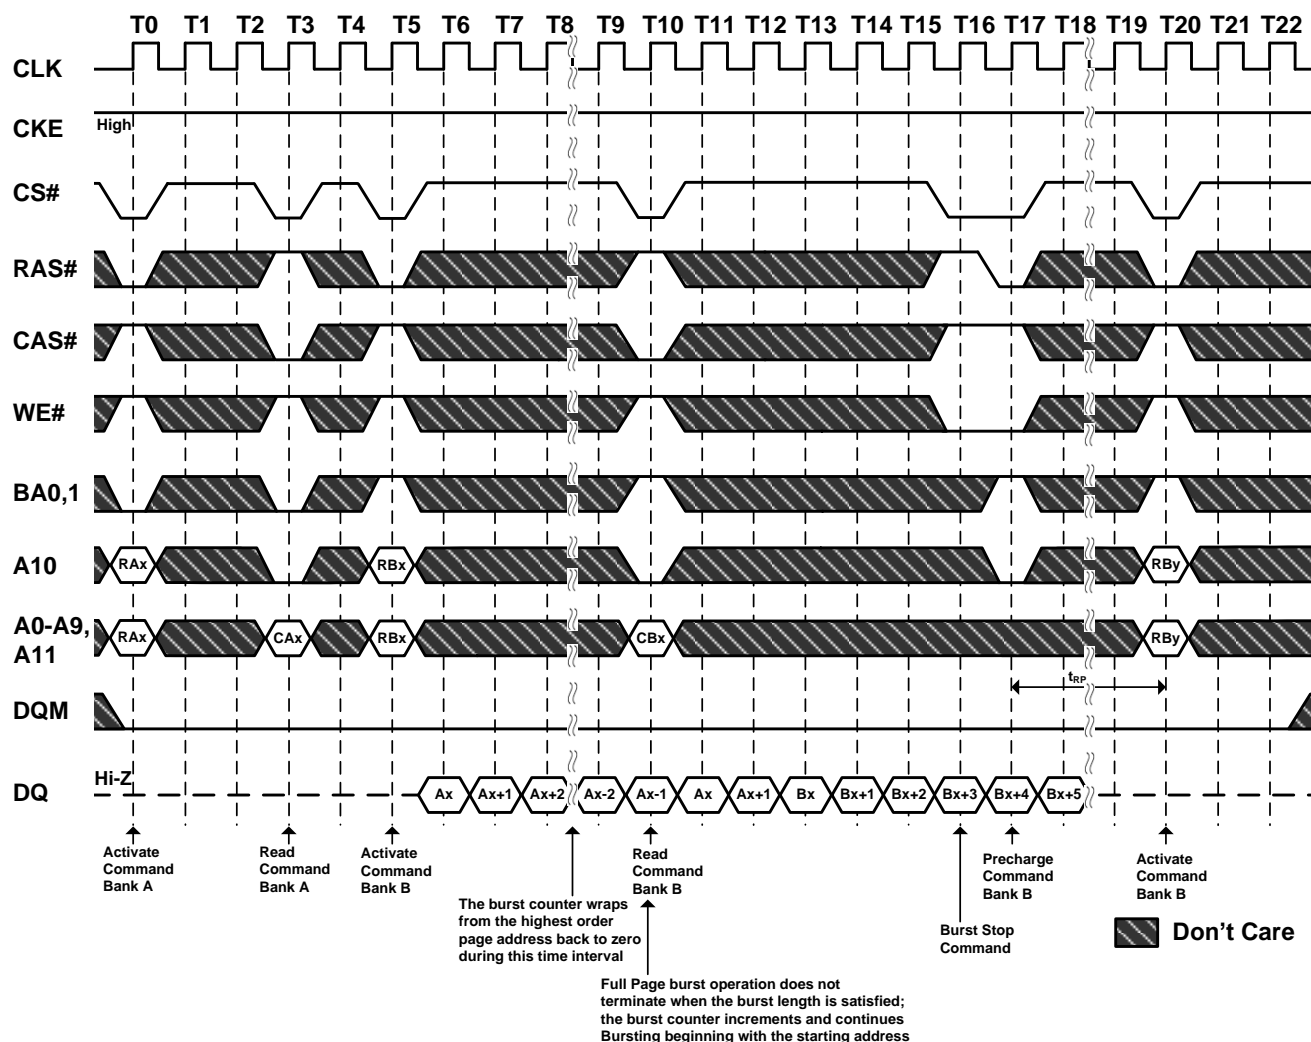 T0 T1 T2 T3 T4 T5 T6 T7 T8 T9 T10 T11 T12 T13 T14 T15 T16 T17 T18 T19 T20 T21 T22
CLK
CKE
High
CS#
RAS#
CAS#
WE#
BA0,1
A10
RAx RBx RBy
A0-A9,
A11
RAx CAx RBx CBx RBy
tRP
DQM
Hi-Z
DQ
Ax Ax+1 Ax+2 Ax-2 Ax-1 Ax Ax+1 Bx Bx+1 Bx+2 Bx+3 Bx+4 Bx+5
Activate
Command
Bank A
Read
Command
Bank A
Activate
Command
Bank B
The burst counter wraps
from the highest order
page address back to zero
during this time interval
Read
Command
Bank B
Full Page burst operation does not
terminate when the burst length is satisfied;
the burst counter increments and continues
Bursting beginning with the starting address
Burst Stop
Command
Precharge
Command
Bank B
Activate
Command
Bank B
Don't Care